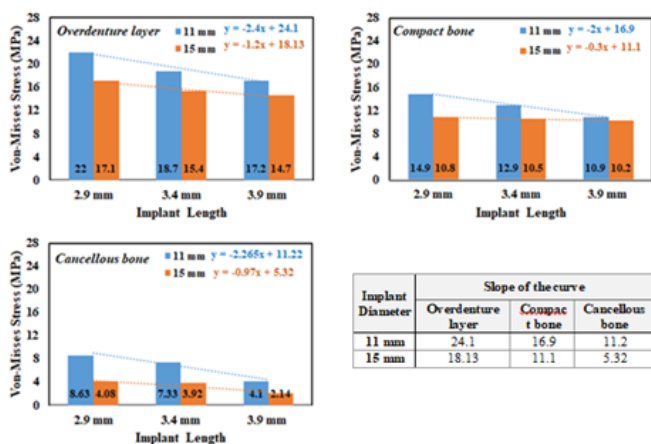 Overdenture layer
11 mm y = -2.4x + 24.1
15 mm y = -1.2x + 18.13
Von-Misses Stress (MPa)
28
24
20
16
12
8
4
0
22 17.1 18.7 15.4 17.2 14.7
2.9 mm 3.4 mm 3.9 mm
Implant Length
Compact bone
11 mm y = -2x + 16.9
15 mm y = -0.3x + 11.1
Von-Misses Stress (MPa)
28
24
20
16
12
8
4
0
14.9 10.8 12.9 10.5 10.9 10.2
2.9 mm 3.4 mm 3.9 mm
Implant Length
Cancellous bone
11 mm y = -2.265x + 11.22
15 mm y = -0.97x + 5.32
Von-Misses Stress (MPa)
28
24
20
16
12
8
4
0
8.63 4.08 7.33 3.92 4.1 2.14
2.9 mm 3.4 mm 3.9 mm
Implant Length
Implant
Diameter
Slope of the curve
Overdenture
layer
Compac
t bone
Cancellous
bone
11 mm 24.1 16.9 11.2
15 mm 18.13 11.1 5.32